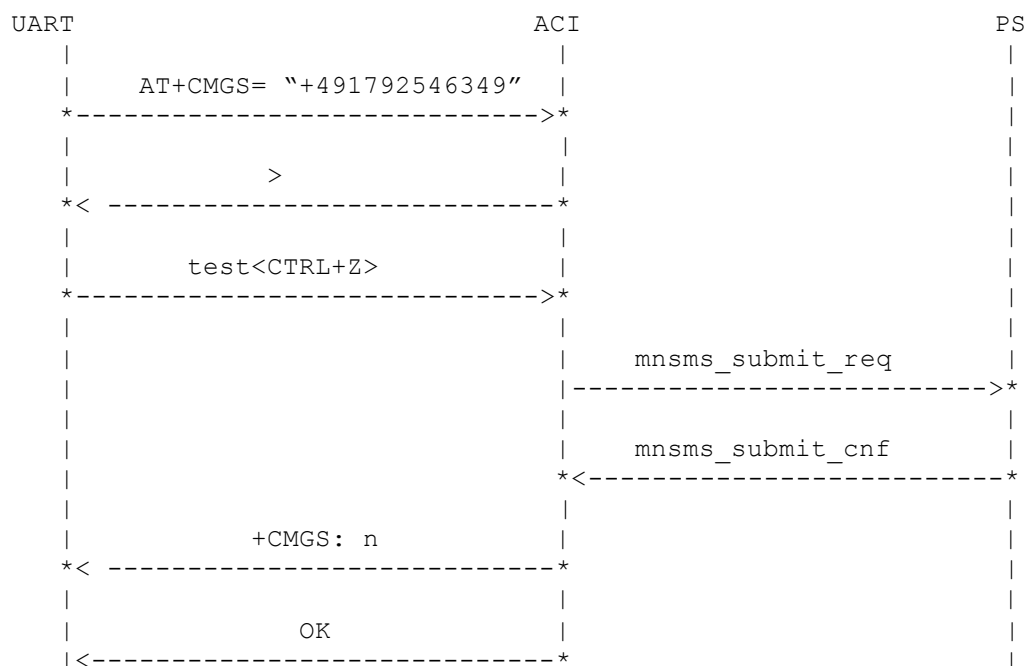 UART ACI PS
AT+CMGS= “+491792546349”
>
test<CTRL+Z>
mnsms_submit_req
mnsms_submit_cnf
+CMGS: n
OK